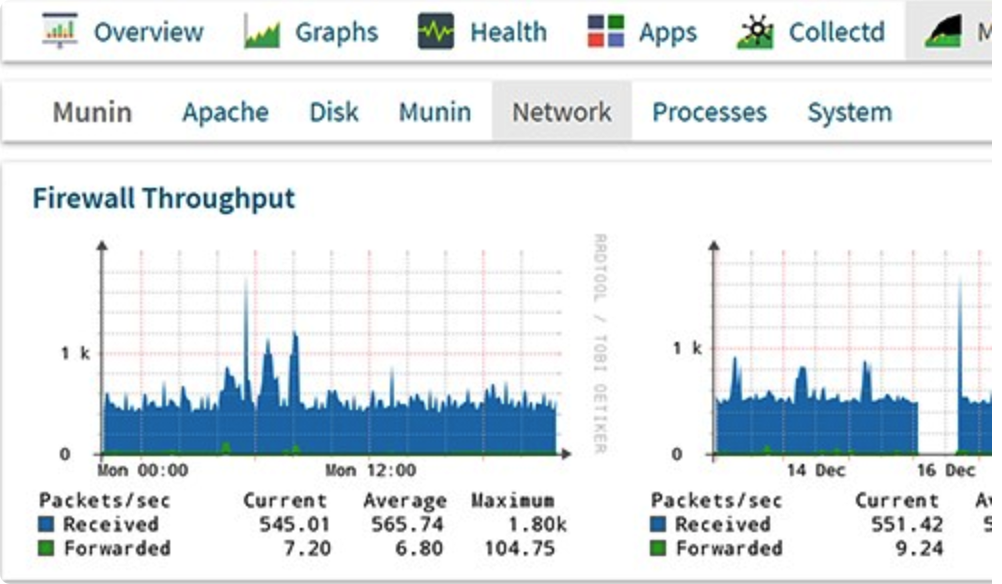 Overview Graphs Health Apps Collectd
Munin Apache Disk Munin Network Processes System
Firewall Throughput
1 k
0
Mon 00:00 Mon 12:00
Packets/sec Current Average Maximum
Received 545.01 565.74 1.80k
Forwarded 7.20 6.80 104.75
RRDTOOL / TOBI OETIKER
1 k
0
14 Dec 16 Dec
Packets/sec Current
Received 551.42
Forwarded 9.24